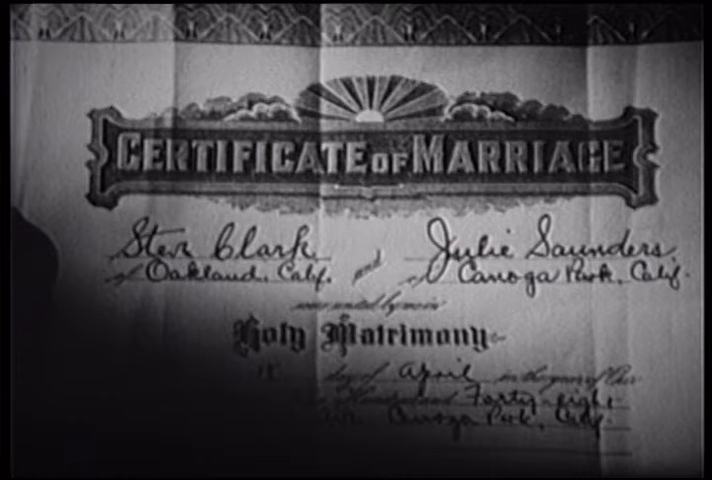 CERTIFICATE OF MARRIAGE
Steve Clark and Julie Saunders
of Oakland, Calif. of Canoga Park, Calif.
were united by me in
Holy Matrimony
day of April in the year of Our
Hundred Forty-eight
Canoga Park, Calif.